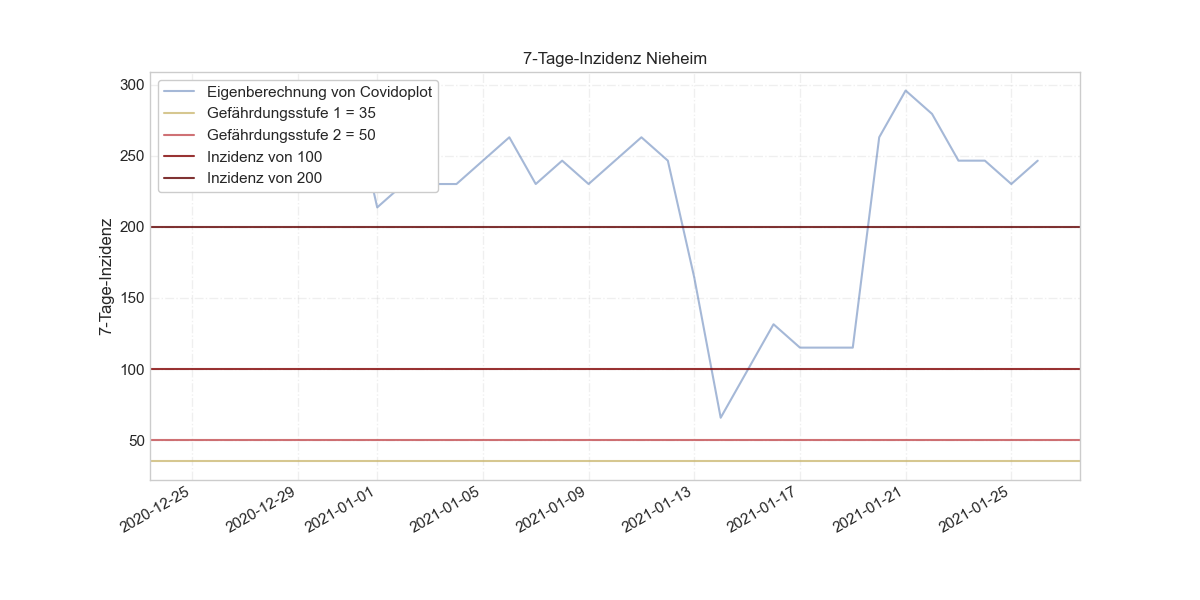 7-Tage-Inzidenz Nieheim
7-Tage-Inzidenz
300
250
200
150
100
50
Eigenberechnung von Covidoplot
Gefährdungsstufe 1 = 35
Gefährdungsstufe 2 = 50
Inzidenz von 100
Inzidenz von 200
2020-12-25
2020-12-29
2021-01-01
2021-01-05
2021-01-09
2021-01-13
2021-01-17
2021-01-21
2021-01-25